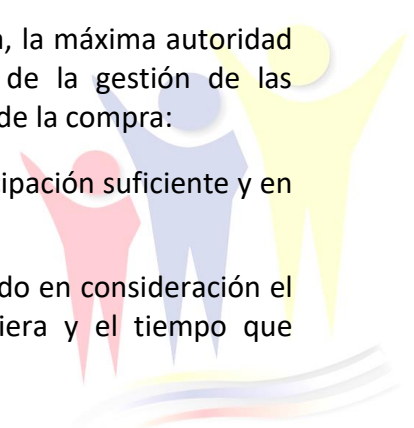 , la máxima autoridad
de la gestión de las
de la compra:
cipación suficiente y en
do en consideración el
iera y el tiempo que